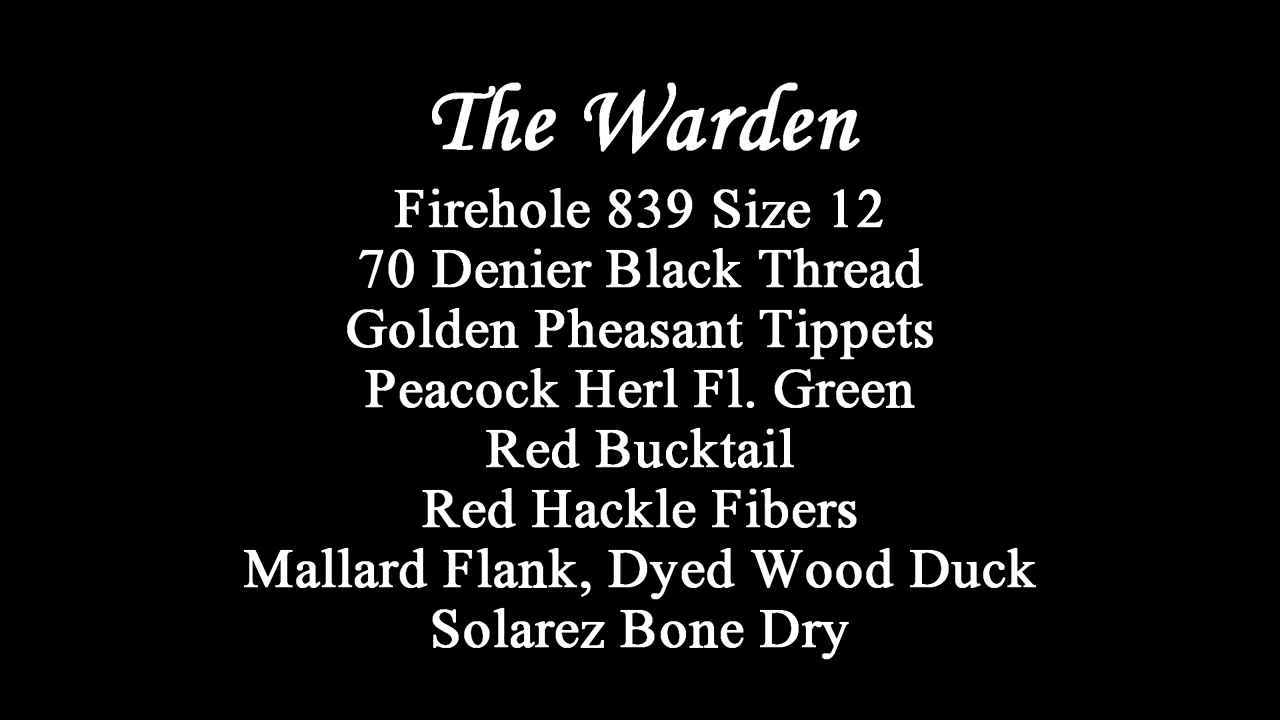 The Warden
Firehole 839 Size 12
70 Denier Black Thread
Golden Pheasant Tippets
Peacock Herl Fl. Green
Red Bucktail
Red Hackle Fibers
Mallard Flank, Dyed Wood Duck
Solarez Bone Dry